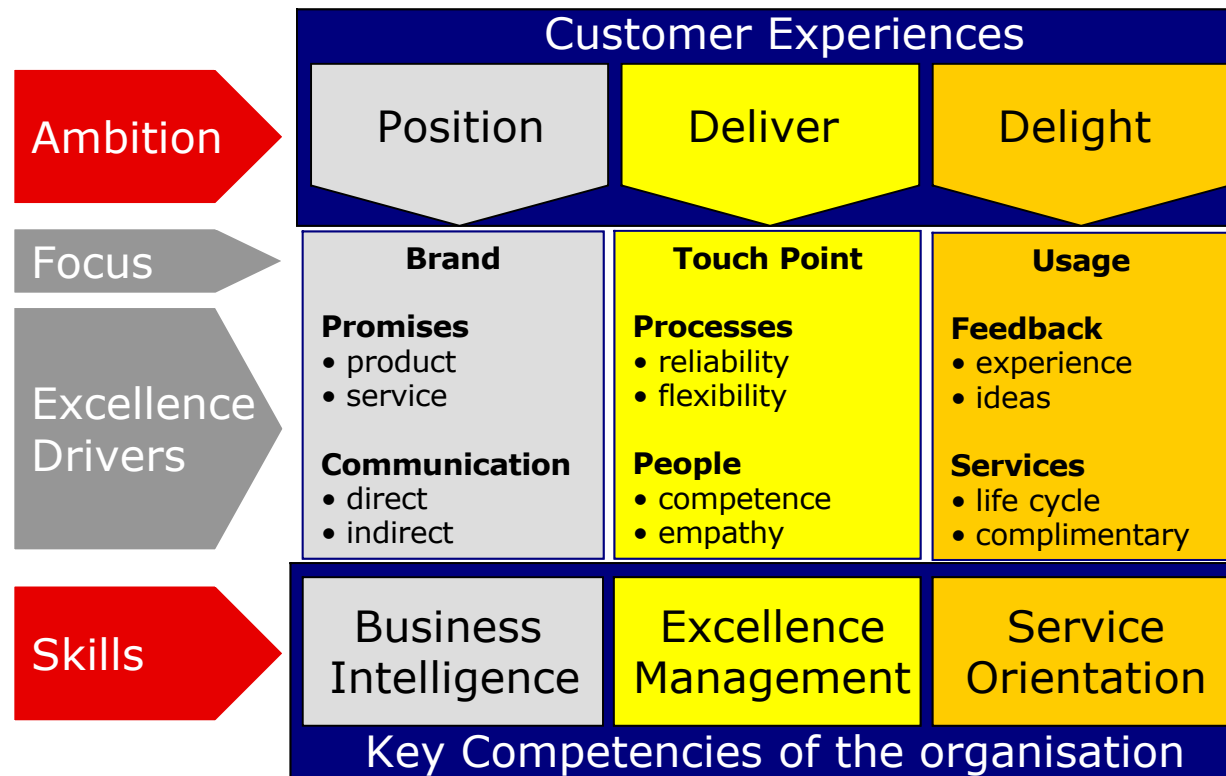 Customer Experiences
Ambition
Position
Deliver
Delight
Focus
Brand
Touch Point
Usage
Excellence
Drivers
Promises
• product
• service
Communication
• direct
• indirect
Processes
• reliability
• flexibility
People
• competence
• empathy
Feedback
• experience
• ideas
Services
• life cycle
• complimentary
Skills
Business
Intelligence
Excellence
Management
Service
Orientation
Key Competencies of the organisation